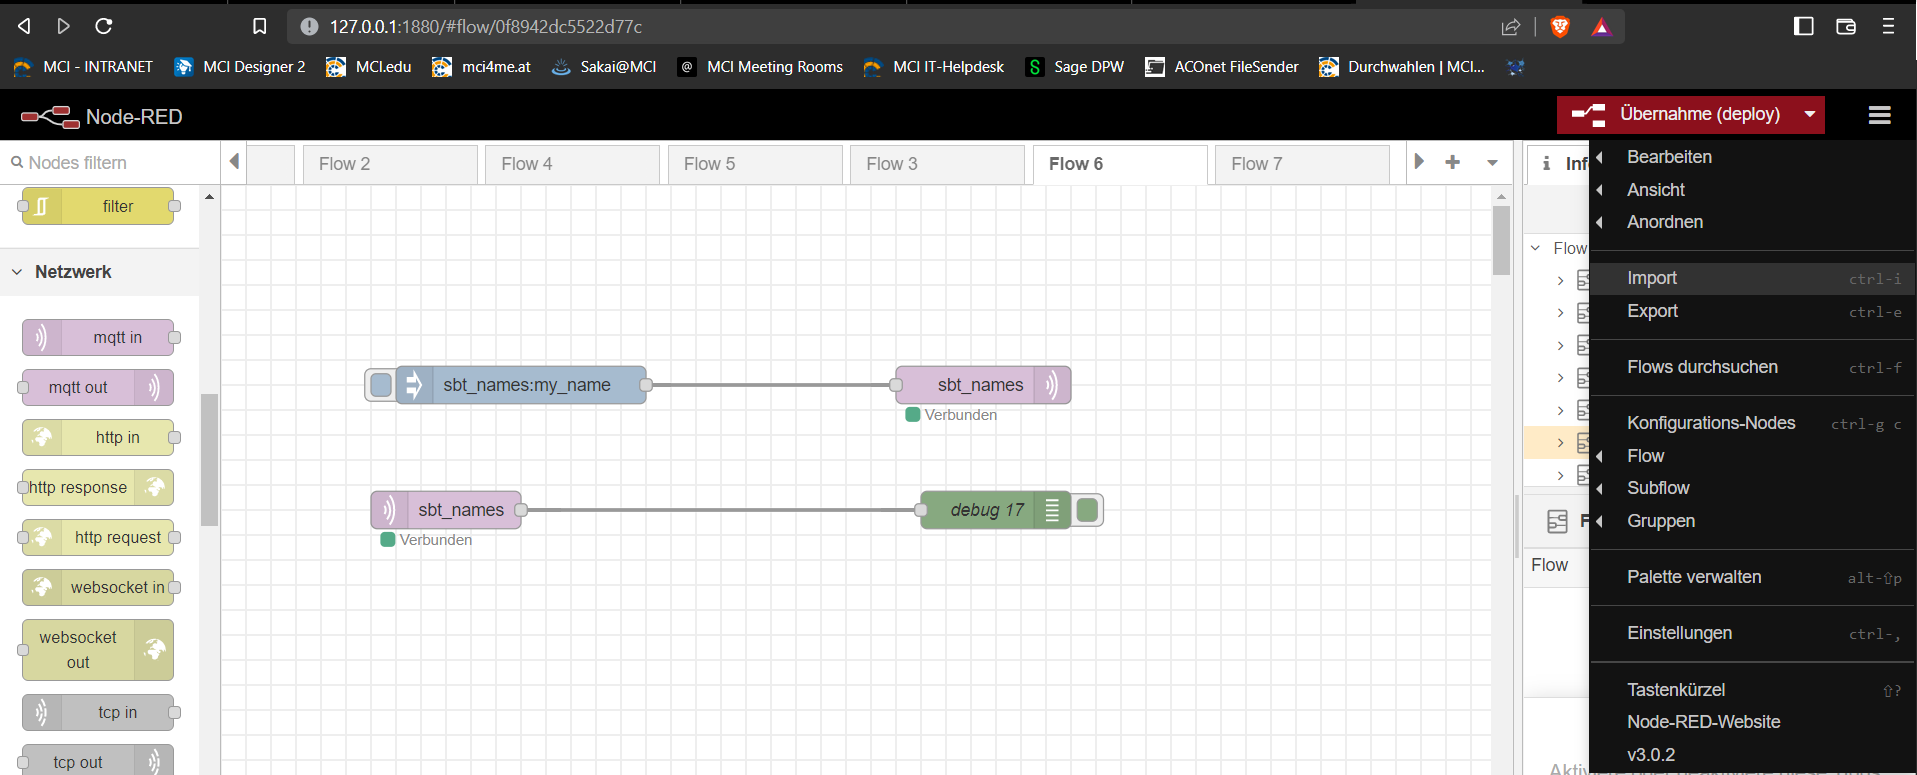 127.0.0.1:1880/#flow/0f8942dc5522d77c
MCI - INTRANET MCI Designer 2 MCI.edu mci4me.at Sakai@MCI MCI Meeting Rooms MCI IT-Helpdesk Sage DPW ACOnet FileSender Durchwahlen | MCI...
Node-RED Übernahme (deploy)
Nodes filtern
Flow 2 Flow 4 Flow 5 Flow 3 Flow 6 Flow 7
i Inf
filter
Netzwerk
mqtt in
mqtt out
http in
http response
http request
websocket in
websocket
out
tcp in
tcp out
sbt_names:my_name
sbt_names
Verbunden
sbt_names
Verbunden
debug 17
Flow
F
Flow
Bearbeiten
Ansicht
Anordnen
Import ctrl-i
Export ctrl-e
Flows durchsuchen ctrl-f
Konfigurations-Nodes ctrl-g c
Flow
Subflow
Gruppen
Palette verwalten alt-⇧p
Einstellungen ctrl-,
Tastenkürzel ⇧?
Node-RED-Website
v3.0.2